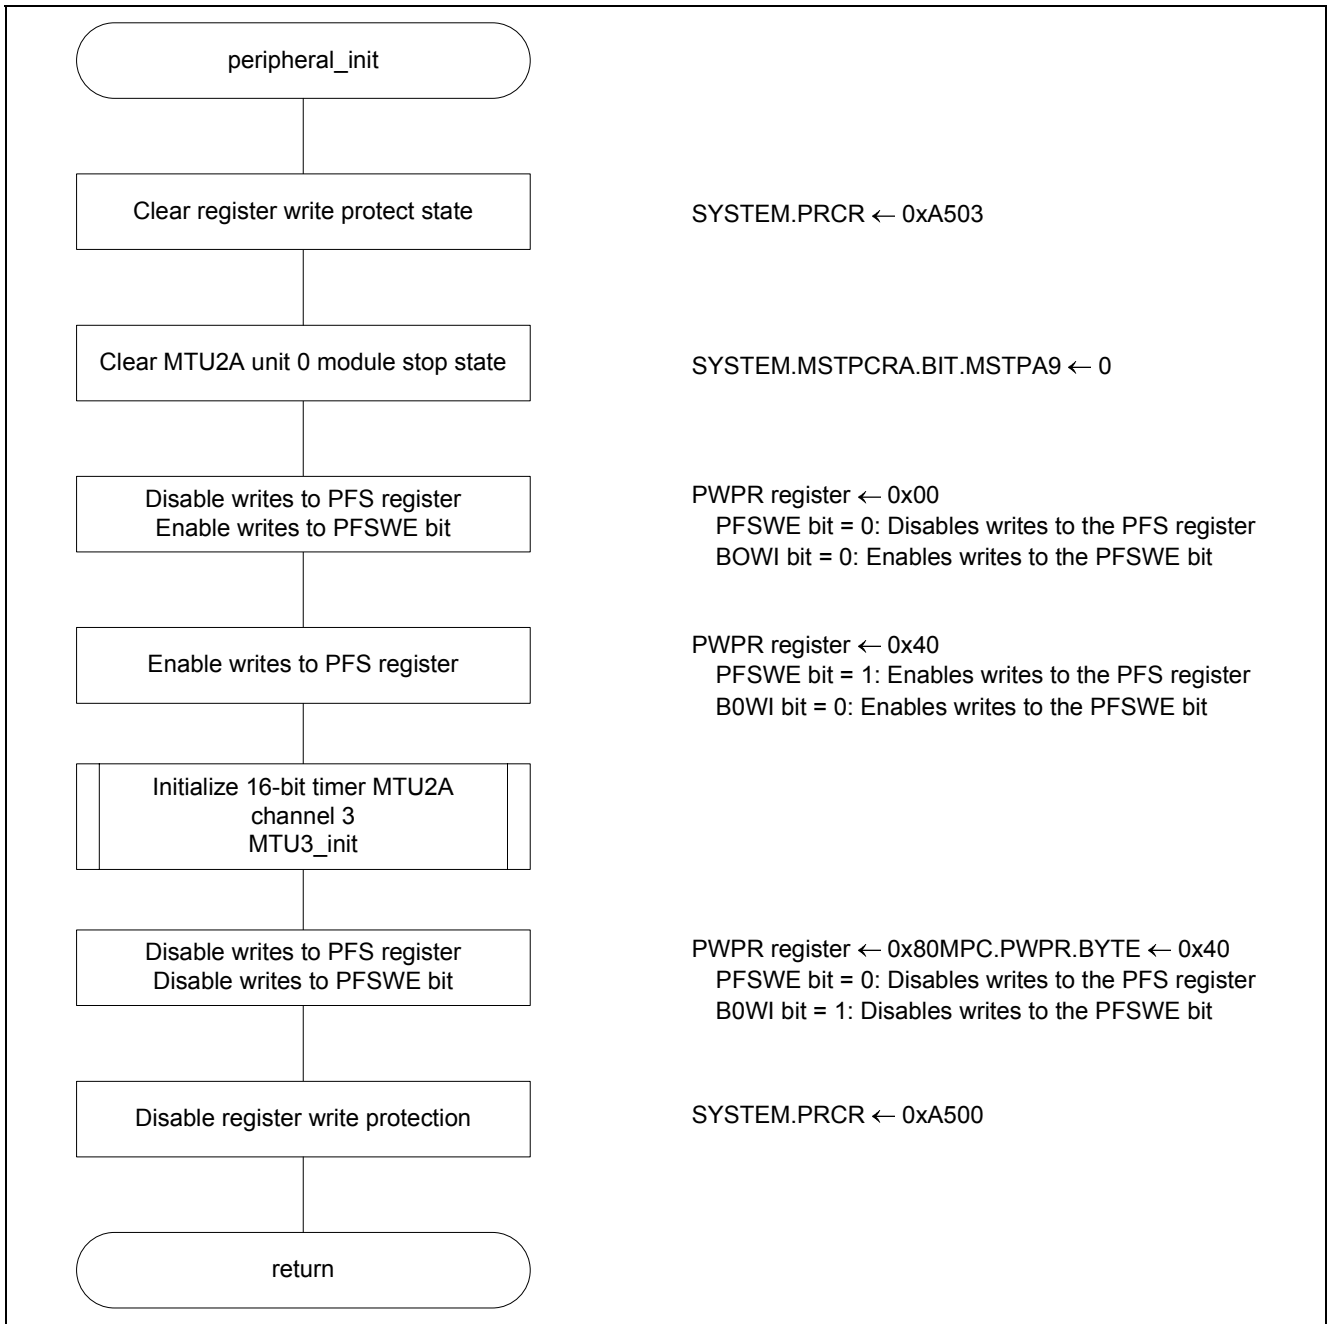 peripheral_init
Clear register write protect state
SYSTEM.PRCR ← 0xA503
Clear MTU2A unit 0 module stop state
SYSTEM.MSTPCRA.BIT.MSTPA9 ← 0
Disable writes to PFS register
Enable writes to PFSWE bit
PWPR register ← 0x00
PFSWE bit = 0: Disables writes to the PFS register
BOWI bit = 0: Enables writes to the PFSWE bit
Enable writes to PFS register
PWPR register ← 0x40
PFSWE bit = 1: Enables writes to the PFS register
B0WI bit = 0: Enables writes to the PFSWE bit
Initialize 16-bit timer MTU2A
channel 3
MTU3_init
Disable writes to PFS register
Disable writes to PFSWE bit
PWPR register ← 0x80MPC.PWPR.BYTE ← 0x40
PFSWE bit = 0: Disables writes to the PFS register
B0WI bit = 1: Disables writes to the PFSWE bit
Disable register write protection
SYSTEM.PRCR ← 0xA500
return